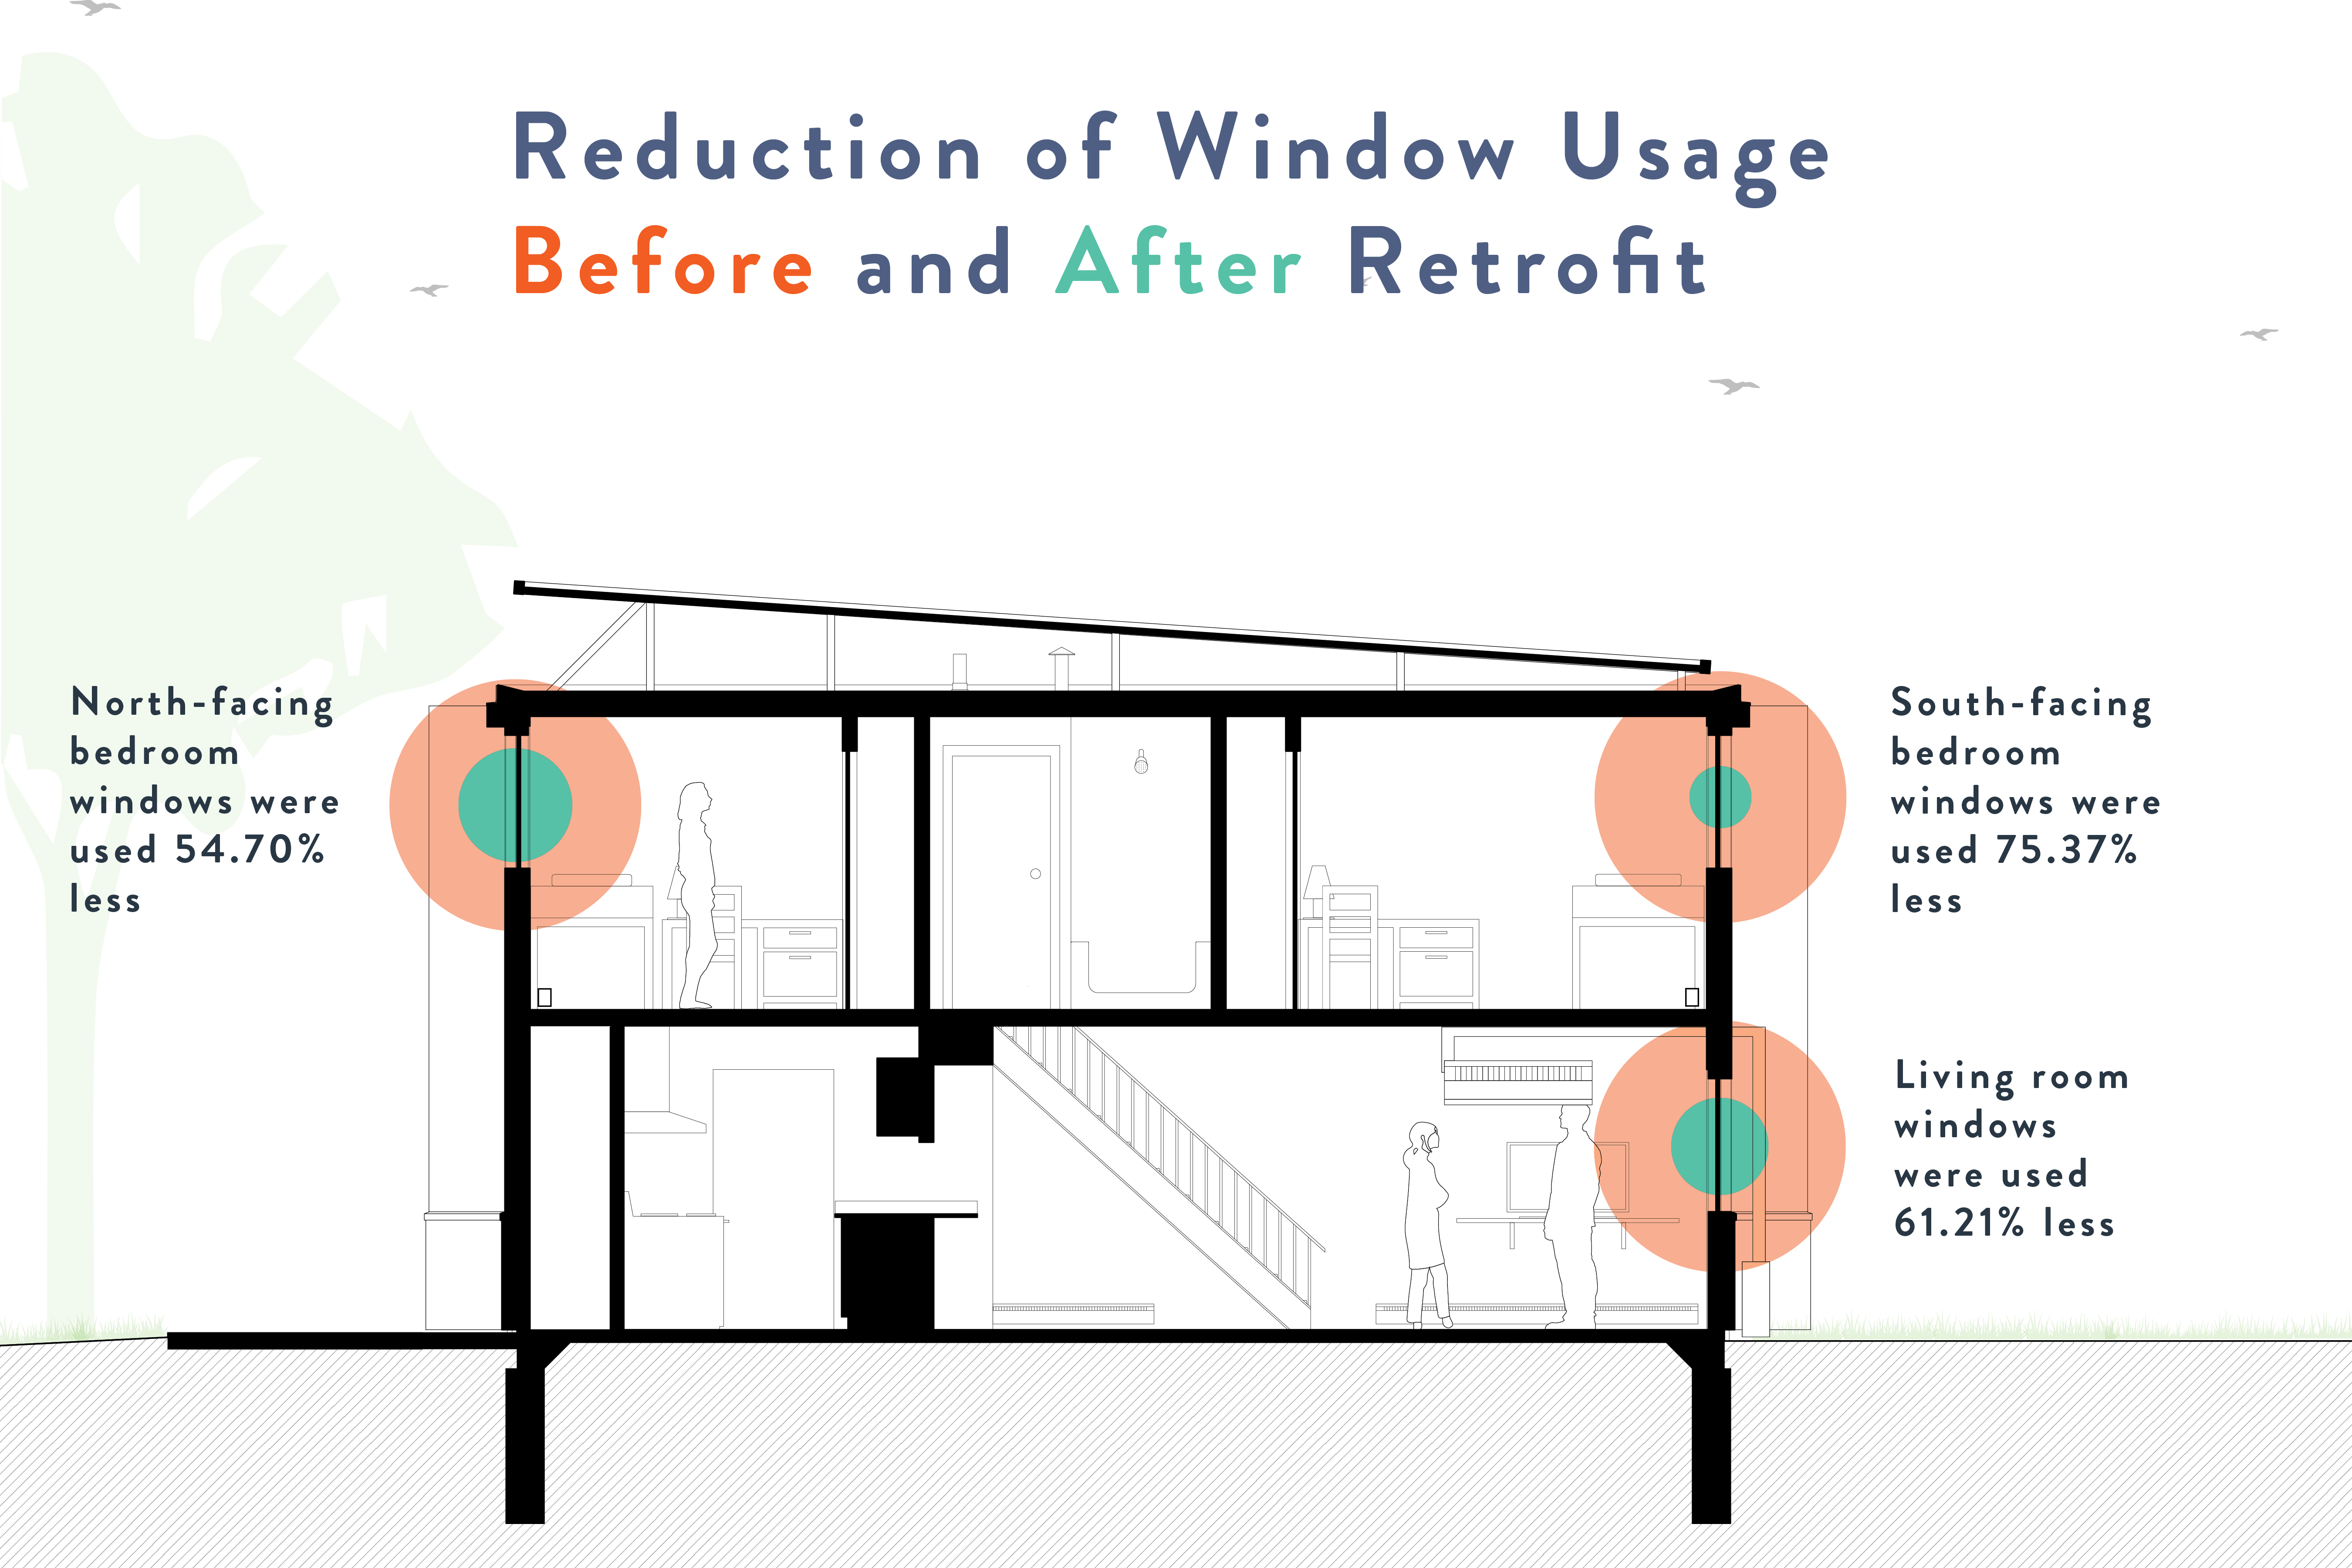 Reduction of Window Usage
Before and After Retrofit
North-facing
bedroom
windows were
used 54.70%
less
South-facing
bedroom
windows were
used 75.37%
less
Living room
windows
were used
61.21% less